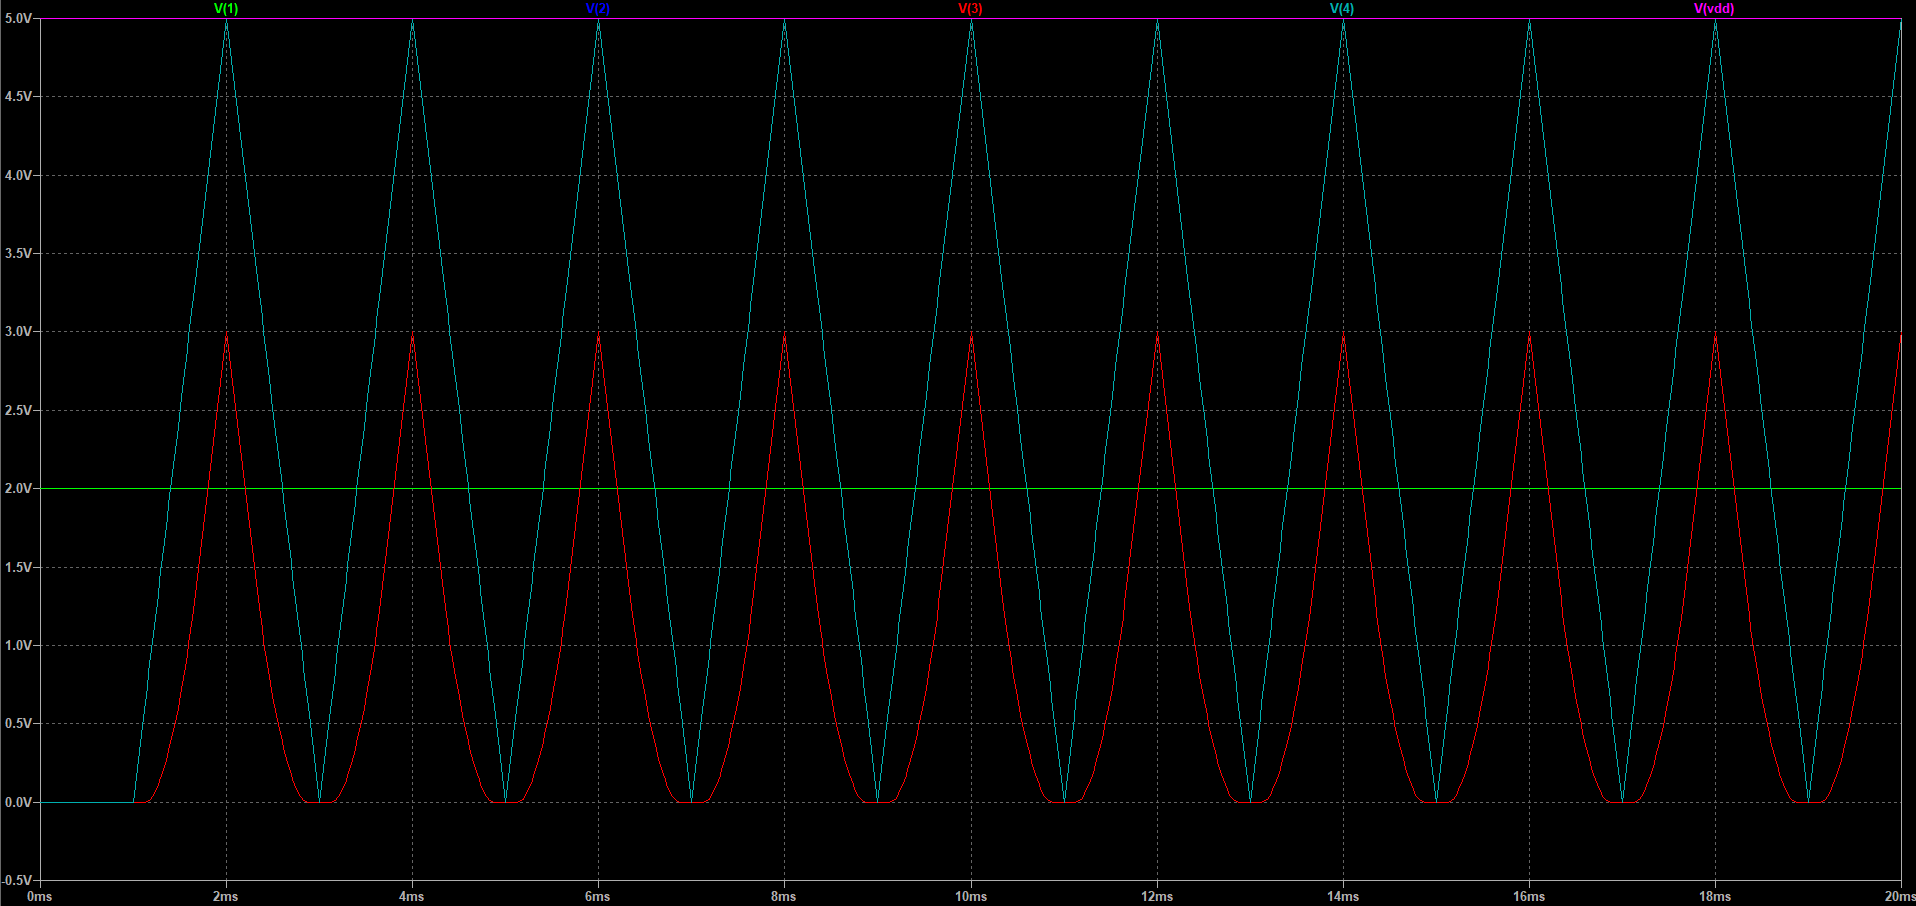 V(1) V(2) V(3) V(4) V(vdd)
5.0V
4.5V
4.0V
3.5V
3.0V
2.5V
2.0V
1.5V
1.0V
0.5V
0.0V
-0.5V
0ms 2ms 4ms 6ms 8ms 10ms 12ms 14ms 16ms 18ms 20ms